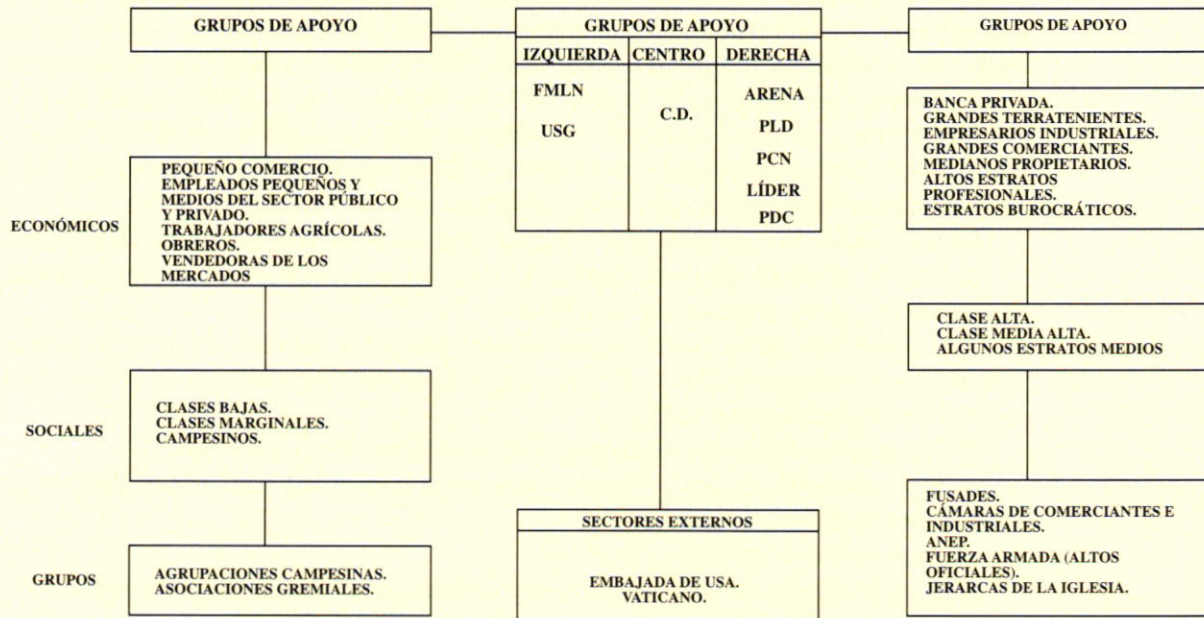 GRUPOS DE APOYO
GRUPOS DE APOYO
IZQUIERDA
CENTRO
DERECHA
FMLN
USG
C.D.
ARENA
PLD
PCN
LÍDER
PDC
GRUPOS DE APOYO
ECONÓMICOS
PEQUEÑO COMERCIO.
EMPLEADOS PEQUEÑOS Y
MEDIOS DEL SECTOR PÚBLICO
Y PRIVADO.
TRABAJADORES AGRÍCOLAS.
OBREROS.
VENDEDORAS DE LOS
MERCADOS
BANCA PRIVADA.
GRANDES TERRATENIENTES.
EMPRESARIOS INDUSTRIALES.
GRANDES COMERCIANTES.
MEDIANOS PROPIETARIOS.
ALTOS ESTRATOS
PROFESIONALES.
ESTRATOS BUROCRÁTICOS.
SOCIALES
CLASES BAJAS.
CLASES MARGINALES.
CAMPESINOS.
CLASE ALTA.
CLASE MEDIA ALTA.
ALGUNOS ESTRATOS MEDIOS
GRUPOS
AGRUPACIONES CAMPESINAS.
ASOCIACIONES GREMIALES.
SECTORES EXTERNOS
EMBAJADA DE USA.
VATICANO.
FUSADES.
CÁMARAS DE COMERCIANTES E
INDUSTRIALES.
ANEP.
FUERZA ARMADA (ALTOS
OFICIALES).
JERARCAS DE LA IGLESIA.